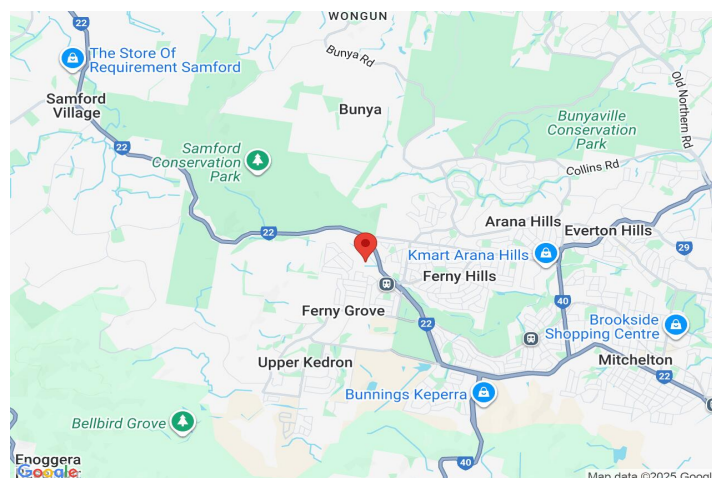 WONGUN
22
The Store Of
Requirement Samford
Bunya Rd
Old Northern Rd
Samford
Village
Bunya
Bunyaville
Conservation
Park
22
Samford
Conservation
Park
Collins Rd
Arana Hills
Everton Hills
22
29
Kmart Arana Hills
Ferny Hills
40
Ferny Grove
22
Brookside
Shopping Centre
Mitchelton
Upper Kedron
22
22
Bunnings Keperra
Bellbird Grove
Enoggera
40
Google
Map data ©2025 Google